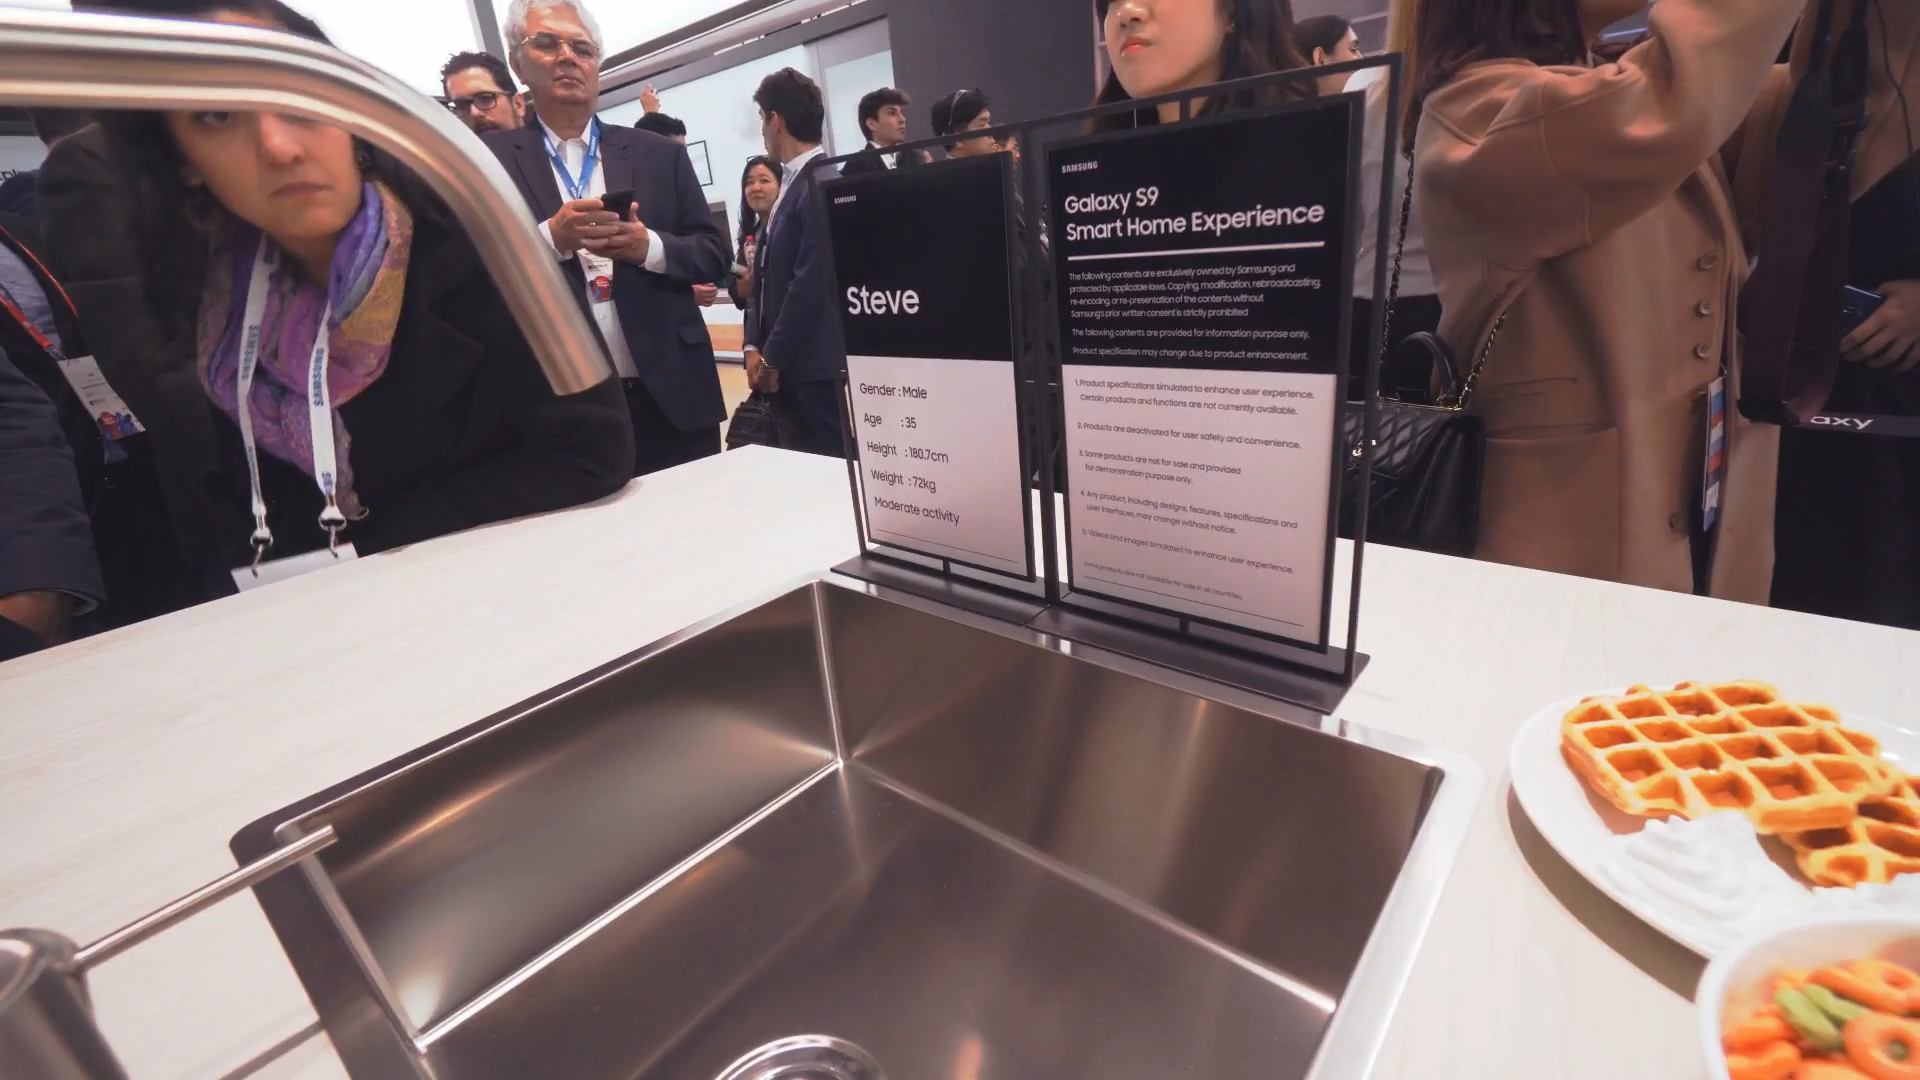 SAMSUNG
Steve
Gender : Male
Age : 35
Height : 180.7cm
Weight : 72kg
Moderate activity
SAMSUNG
Galaxy S9
Smart Home Experience
The following contents are exclusively owned by Samsung and
protected by applicable laws. Copying, modification, rebroadcasting,
re-encoding, or re-presentation of the contents without
Samsung's prior written consent is strictly prohibited
The following contents are provided for information purpose only.
Product specification may change due to product enhancement.
1. Product specifications simulated to enhance user experience.
Certain products and functions are not currently available.
2. Products are deactivated for user safety and convenience.
3. Some products are not for sale and provided
for demonstration purpose only.
4. Any product, including designs, features, specifications and
user interfaces, may change without notice.
5. Videos and images simulated to enhance user experience.
Some products are not available for sale in all countries.
SAMSUNG
SAMSUNG
axy